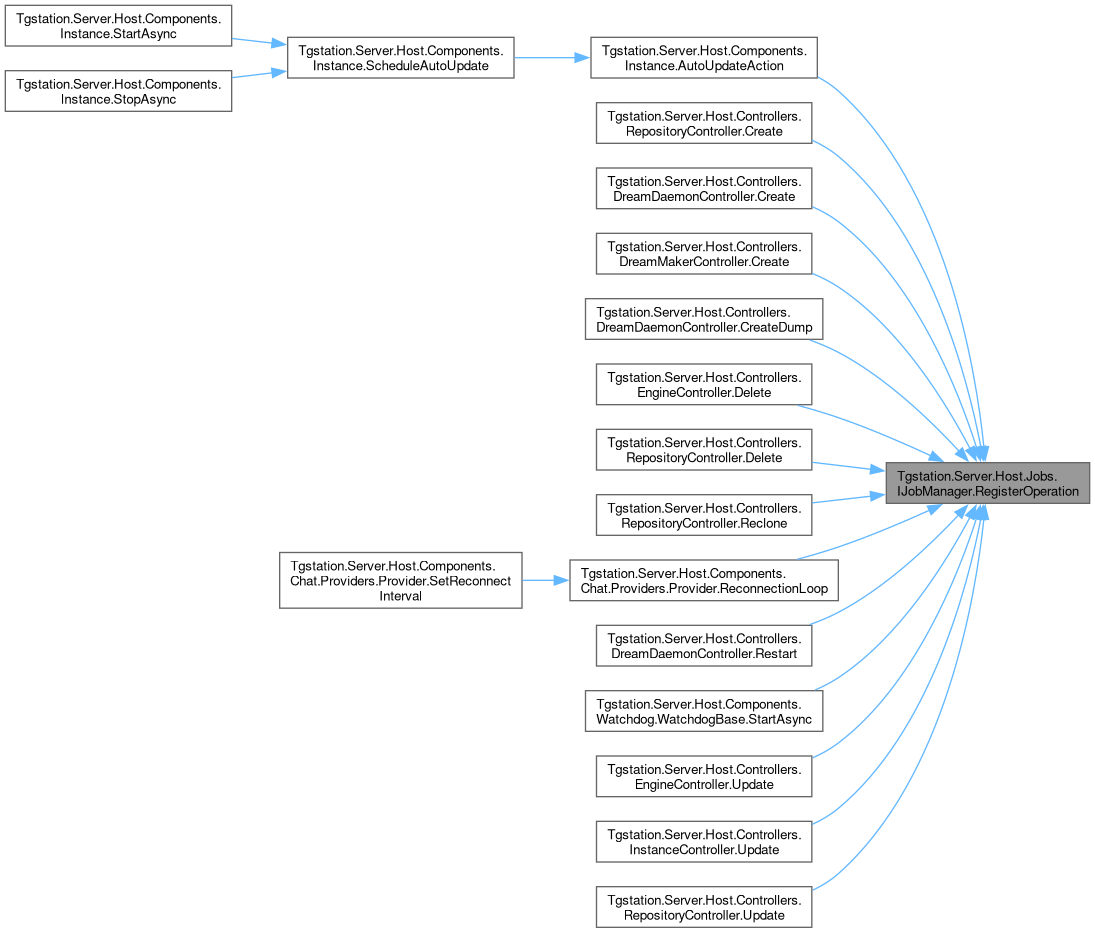 Tgstation.Server.Host.Components.
Instance.StartAsync
Tgstation.Server.Host.Components.
Instance.StopAsync
Tgstation.Server.Host.Components.
Instance.ScheduleAutoUpdate
Tgstation.Server.Host.Components.
Instance.AutoUpdateAction
Tgstation.Server.Host.Controllers.
RepositoryController.Create
Tgstation.Server.Host.Controllers.
DreamDaemonController.Create
Tgstation.Server.Host.Controllers.
DreamMakerController.Create
Tgstation.Server.Host.Controllers.
DreamDaemonController.CreateDump
Tgstation.Server.Host.Controllers.
EngineController.Delete
Tgstation.Server.Host.Controllers.
RepositoryController.Delete
Tgstation.Server.Host.Jobs.
IJobManager.RegisterOperation
Tgstation.Server.Host.Controllers.
RepositoryController.Reclone
Tgstation.Server.Host.Components.
Chat.Providers.Provider.SetReconnect
Interval
Tgstation.Server.Host.Components.
Chat.Providers.Provider.ReconnectionLoop
Tgstation.Server.Host.Controllers.
DreamDaemonController.Restart
Tgstation.Server.Host.Components.
Watchdog.WatchdogBase.StartAsync
Tgstation.Server.Host.Controllers.
EngineController.Update
Tgstation.Server.Host.Controllers.
InstanceController.Update
Tgstation.Server.Host.Controllers.
RepositoryController.Update